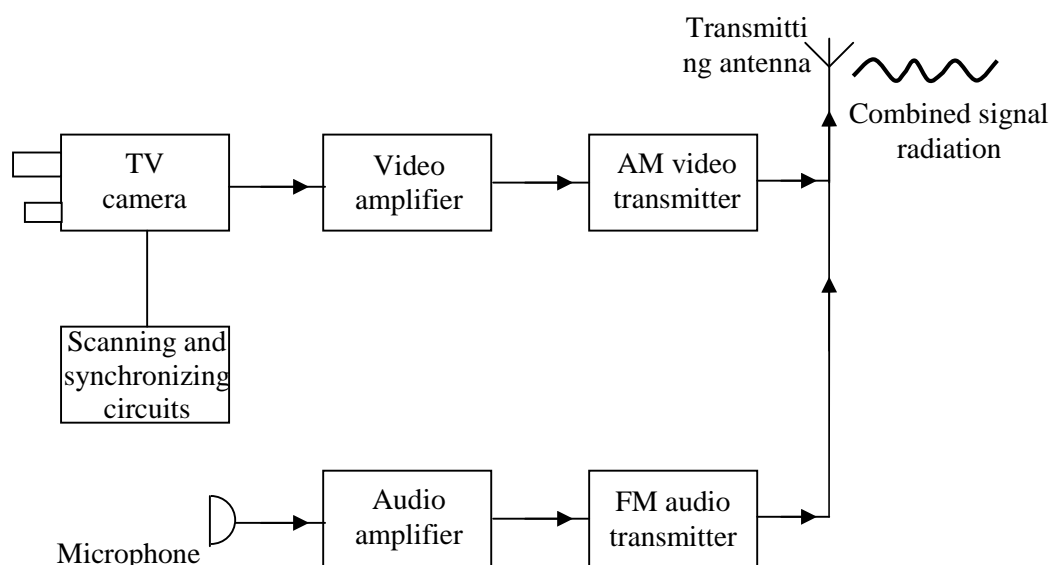 Transmitti
ng antenna
Combined signal
radiation
TV
camera
Video
amplifier
AM video
transmitter
Scanning and
synchronizing
circuits
Microphone
Audio
amplifier
FM audio
transmitter